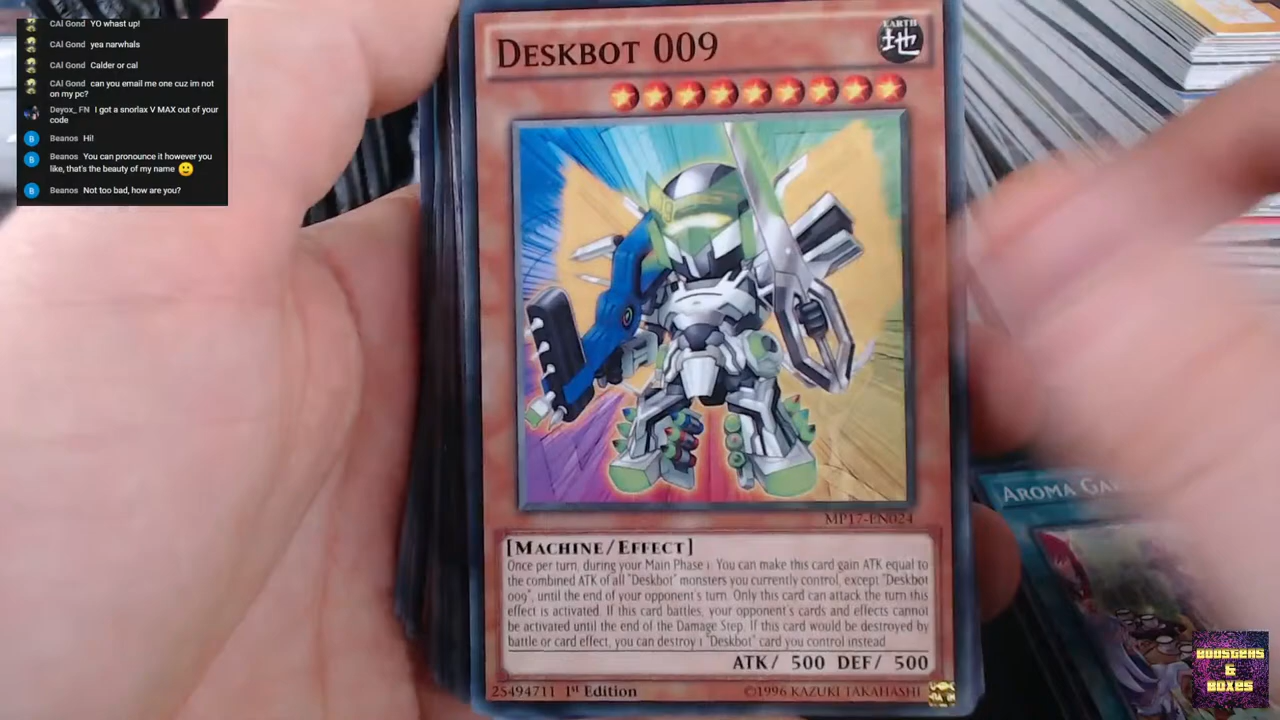 CAl Gond YO whast up!
CAl Gond yea narwhals
CAl Gond Calder or cal
CAl Gond can you email me one cuz im not
on my pc?
Deyox_ FN I got a snorlax V MAX out of your
code
B Beanos Hi!
B Beanos You can pronounce it however you
like, that's the beauty of my name 🙂
B Beanos Not too bad, how are you?
DESKBOT 009
EARTH
地
MP17-EN024
[MACHINE/EFFECT]
Once per turn, during your Main Phase 1: You can make this card gain ATK equal to
the combined ATK of all "Deskbot" monsters you currently control, except "Deskbot
009", until the end of your opponent's turn. Only this card can attack the turn this
effect is activated. If this card battles, your opponent's cards and effects cannot
be activated until the end of the Damage Step. If this card would be destroyed by
battle or card effect, you can destroy 1 "Deskbot" card you control instead
ATK/ 500 DEF/ 500
25494711 1st Edition
©1996 KAZUKI TAKAHASHI
AROMA
BOOSTERS
&
BOXES